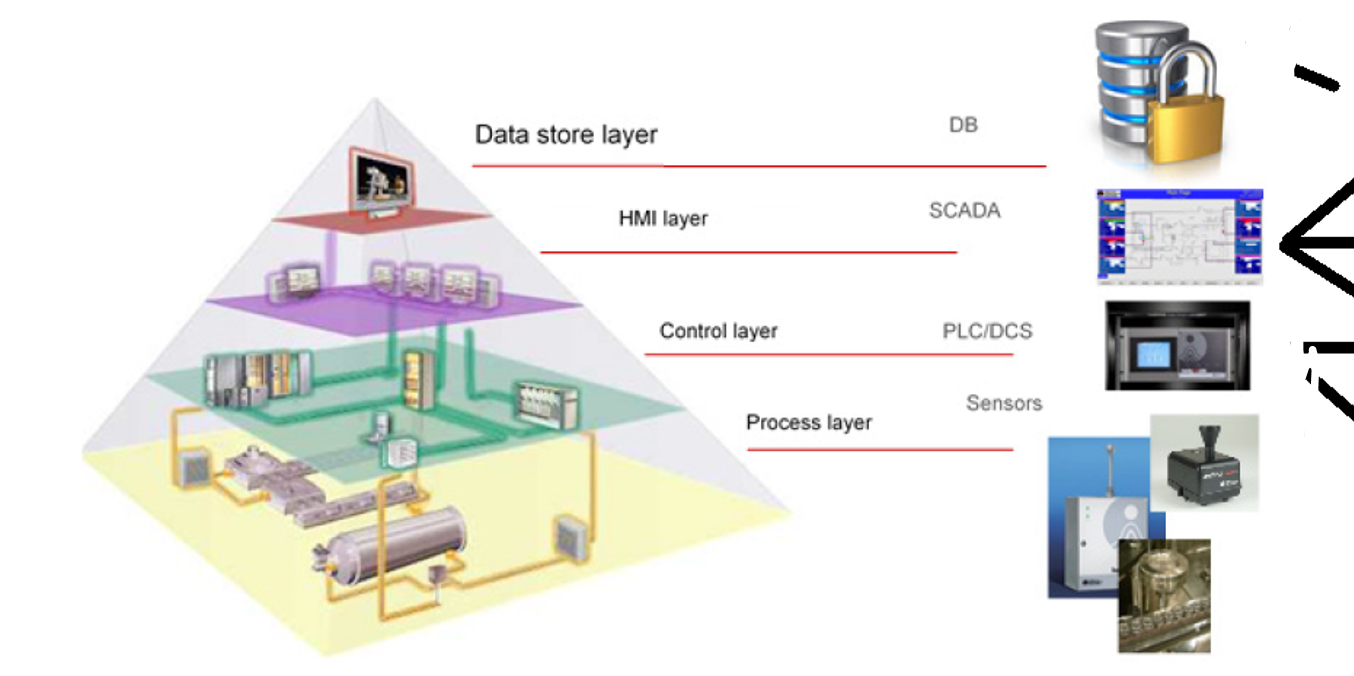 Data store layer
DB
HMI layer
SCADA
Control layer
PLC/DCS
Process layer
Sensors